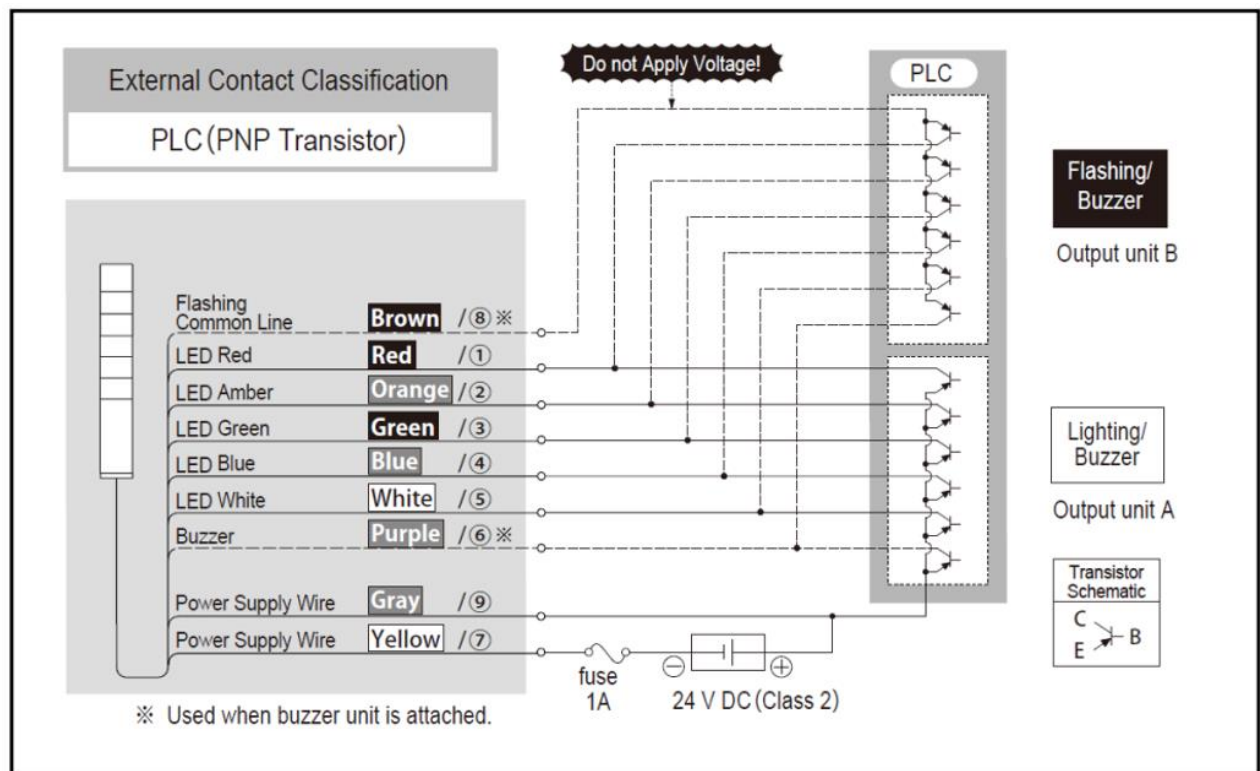 External Contact Classification
PLC (PNP Transistor)
Do not Apply Voltage!
PLC
Flashing/
Buzzer
Output unit B
Flashing
Common Line Brown /⑧※
LED Red Red /①
LED Amber Orange /②
LED Green Green /③
LED Blue Blue /④
LED White White /⑤
Buzzer Purple /⑥※
Power Supply Wire Gray /⑨
Power Supply Wire Yellow /⑦
Lighting/
Buzzer
Output unit A
Transistor
Schematic
C
B
E
fuse
1A
⊖ ⊕
24 V DC (Class 2)
※ Used when buzzer unit is attached.